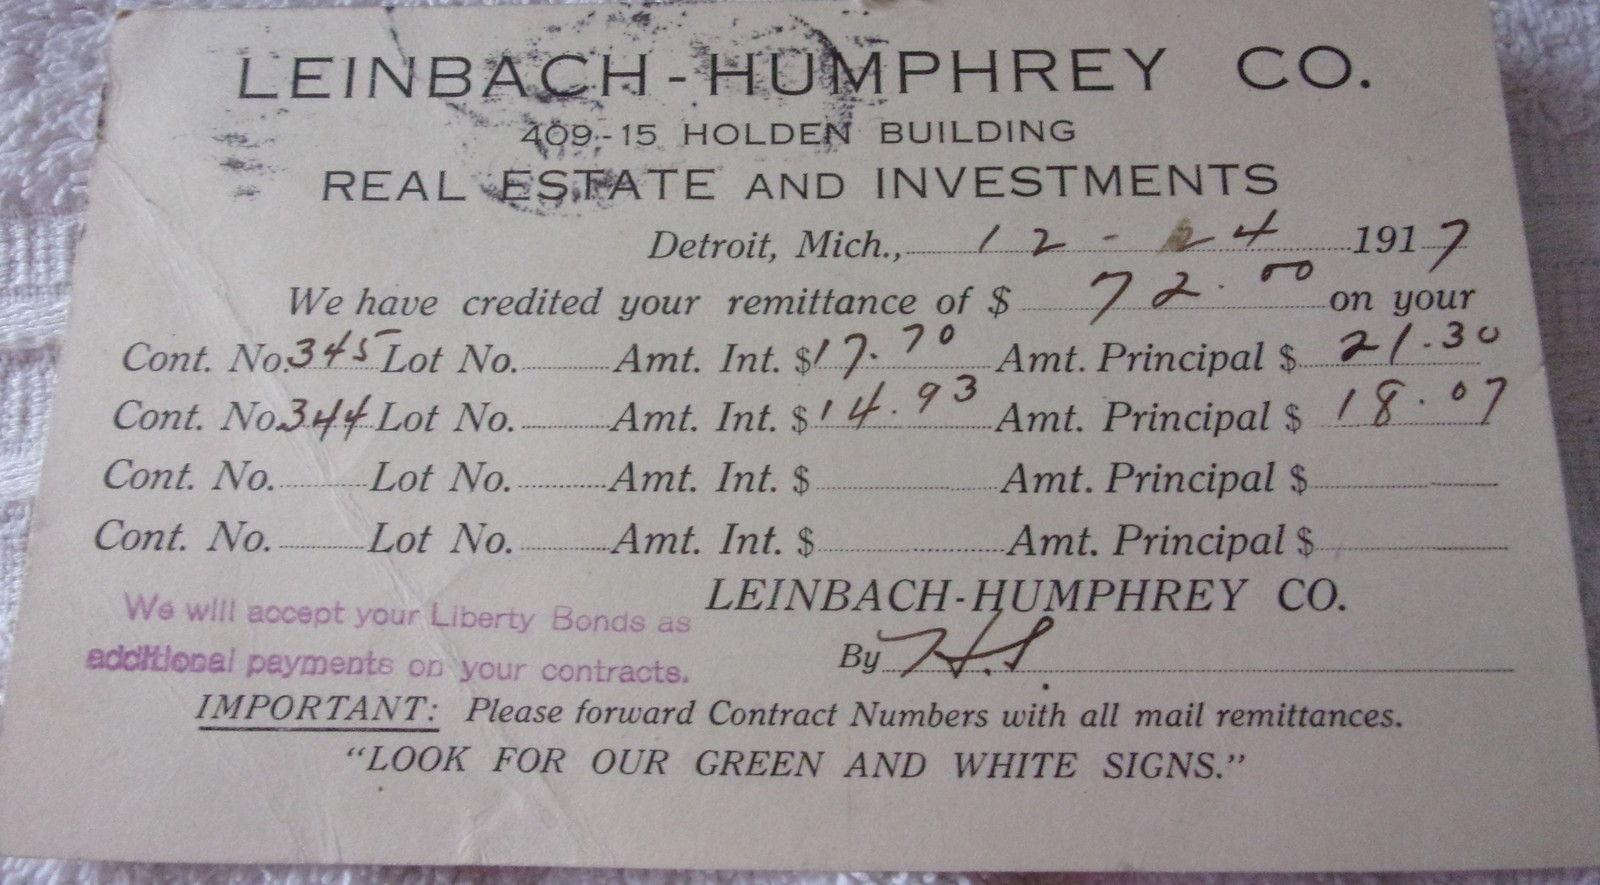 LEINBACH-HUMPHREY CO.
409-15 HOLDEN BUILDING
REAL ESTATE AND INVESTMENTS
Detroit, Mich., 12 - 24 1917
We have credited your remittance of $ 72.00 on your
Cont. No. 345 Lot No. Amt. Int. $ 17.70 Amt. Principal $ 21.30
Cont. No. 344 Lot No. Amt. Int. $ 14.93 Amt. Principal $ 18.07
Cont. No. Lot No. Amt. Int. $ Amt. Principal $
Cont. No. Lot No. Amt. Int. $ Amt. Principal $
LEINBACH-HUMPHREY CO.
We will accept your Liberty Bonds as
additional payments on your contracts.
By H.S.
IMPORTANT: Please forward Contract Numbers with all mail remittances.
"LOOK FOR OUR GREEN AND WHITE SIGNS."